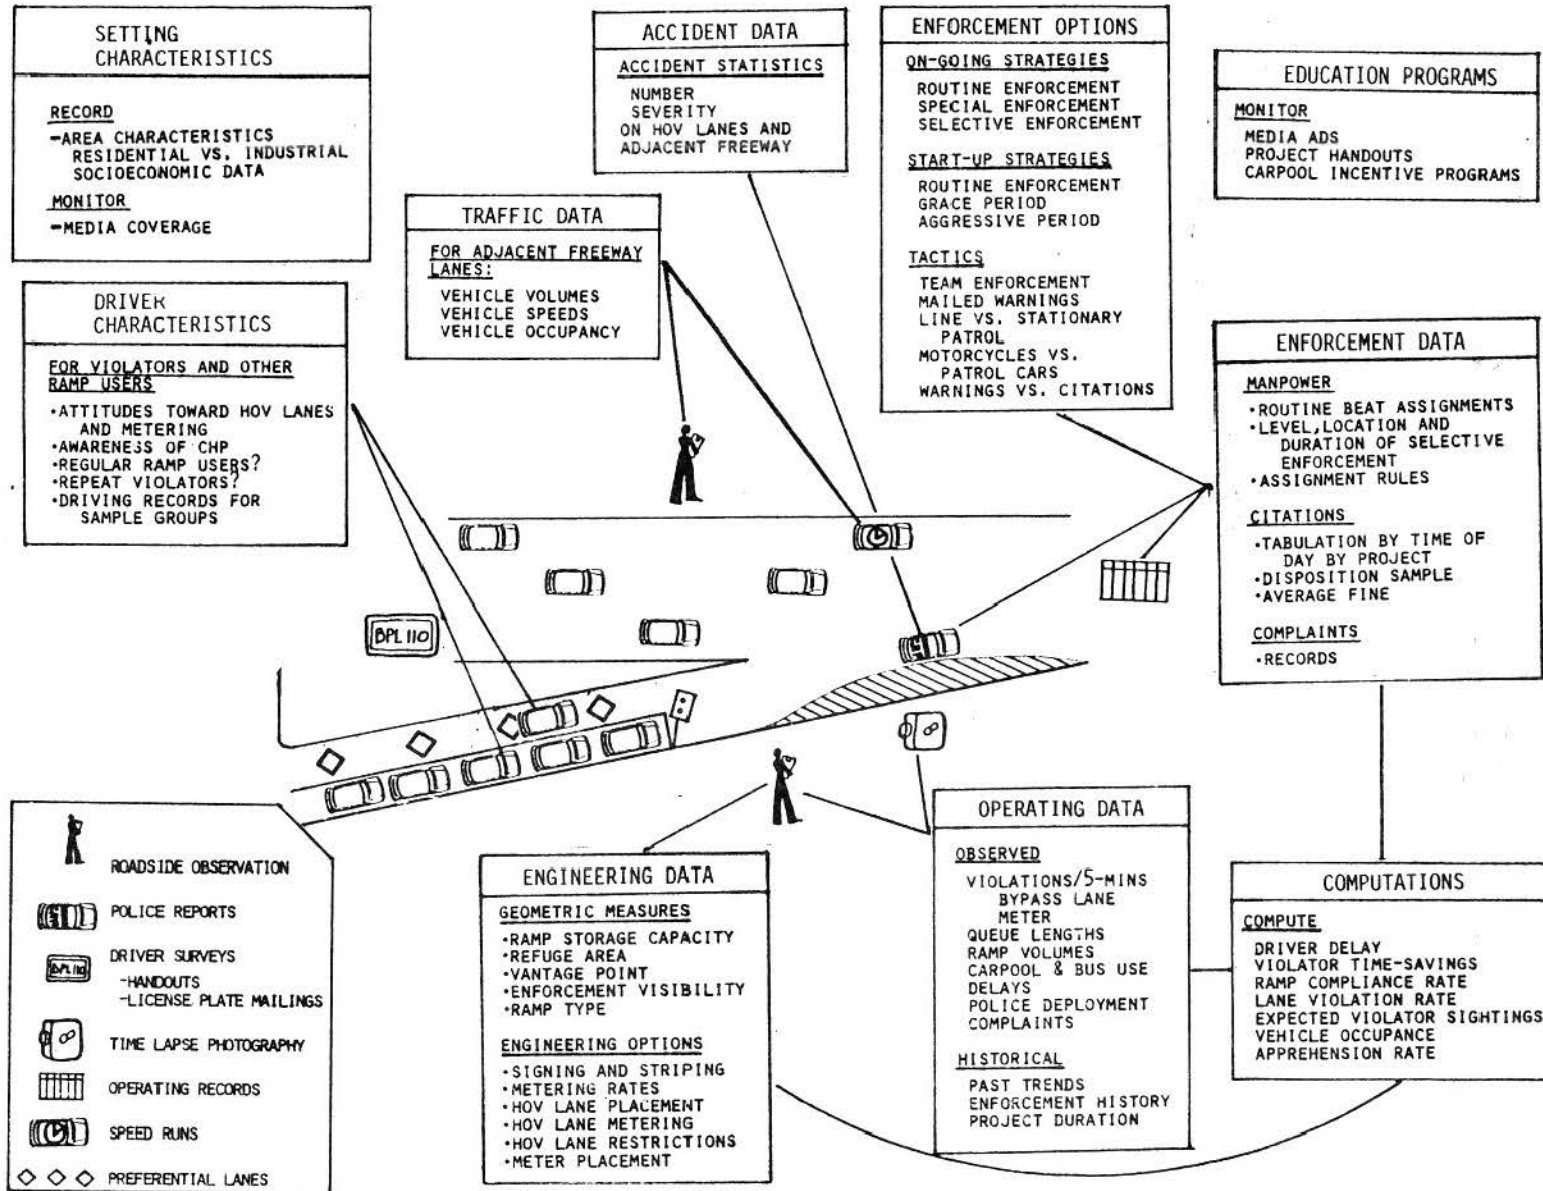 SETTING
CHARACTERISTICS
RECORD
-AREA CHARACTERISTICS
RESIDENTIAL VS. INDUSTRIAL
SOCIOECONOMIC DATA
MONITOR
-MEDIA COVERAGE
DRIVER
CHARACTERISTICS
FOR VIOLATORS AND OTHER
RAMP USERS
•ATTITUDES TOWARD HOV LANES
AND METERING
•AWARENESS OF CHP
•REGULAR RAMP USERS?
•REPEAT VIOLATORS?
•DRIVING RECORDS FOR
SAMPLE GROUPS
TRAFFIC DATA
FOR ADJACENT FREEWAY
LANES:
VEHICLE VOLUMES
VEHICLE SPEEDS
VEHICLE OCCUPANCY
ACCIDENT DATA
ACCIDENT STATISTICS
NUMBER
SEVERITY
ON HOV LANES AND
ADJACENT FREEWAY
ENFORCEMENT OPTIONS
ON-GOING STRATEGIES
ROUTINE ENFORCEMENT
SPECIAL ENFORCEMENT
SELECTIVE ENFORCEMENT
START-UP STRATEGIES
ROUTINE ENFORCEMENT
GRACE PERIOD
AGGRESSIVE PERIOD
TACTICS
TEAM ENFORCEMENT
MAILED WARNINGS
LINE VS. STATIONARY
PATROL
MOTORCYCLES VS.
PATROL CARS
WARNINGS VS. CITATIONS
EDUCATION PROGRAMS
MONITOR
MEDIA ADS
PROJECT HANDOUTS
CARPOOL INCENTIVE PROGRAMS
ENFORCEMENT DATA
MANPOWER
•ROUTINE BEAT ASSIGNMENTS
•LEVEL, LOCATION AND
DURATION OF SELECTIVE
ENFORCEMENT
•ASSIGNMENT RULES
CITATIONS
•TABULATION BY TIME OF
DAY BY PROJECT
•DISPOSITION SAMPLE
•AVERAGE FINE
COMPLAINTS
•RECORDS
BPL 110
ROADSIDE OBSERVATION
POLICE REPORTS
BPL 110
DRIVER SURVEYS
-HANDOUTS
-LICENSE PLATE MAILINGS
TIME LAPSE PHOTOGRAPHY
OPERATING RECORDS
SPEED RUNS
PREFERENTIAL LANES
ENGINEERING DATA
GEOMETRIC MEASURES
•RAMP STORAGE CAPACITY
•REFUGE AREA
•VANTAGE POINT
•ENFORCEMENT VISIBILITY
•RAMP TYPE
ENGINEERING OPTIONS
•SIGNING AND STRIPING
•METERING RATES
•HOV LANE PLACEMENT
•HOV LANE METERING
•HOV LANE RESTRICTIONS
•METER PLACEMENT
OPERATING DATA
OBSERVED
VIOLATIONS/5-MINS
BYPASS LANE
METER
QUEUE LENGTHS
RAMP VOLUMES
CARPOOL & BUS USE
DELAYS
POLICE DEPLOYMENT
COMPLAINTS
HISTORICAL
PAST TRENDS
ENFORCEMENT HISTORY
PROJECT DURATION
COMPUTATIONS
COMPUTE
DRIVER DELAY
VIOLATOR TIME-SAVINGS
RAMP COMPLIANCE RATE
LANE VIOLATION RATE
EXPECTED VIOLATOR SIGHTINGS
VEHICLE OCCUPANCE
APPREHENSION RATE